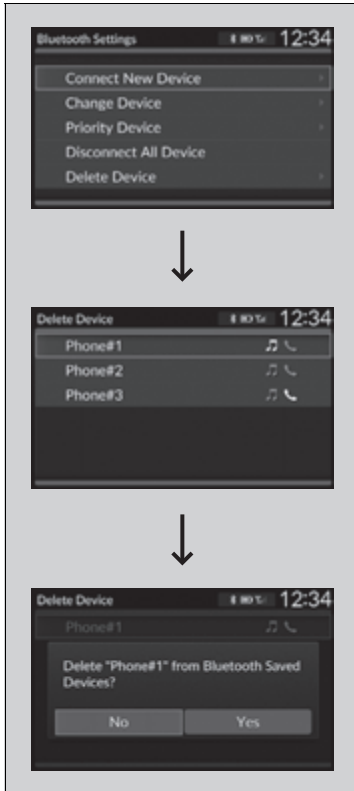 Bluetooth Settings 12:34
Connect New Device
Change Device
Priority Device
Disconnect All Device
Delete Device
Delete Device 12:34
Phone#1
Phone#2
Phone#3
Delete Device 12:34
Phone#1
Delete "Phone#1" from Bluetooth Saved
Devices?
No Yes